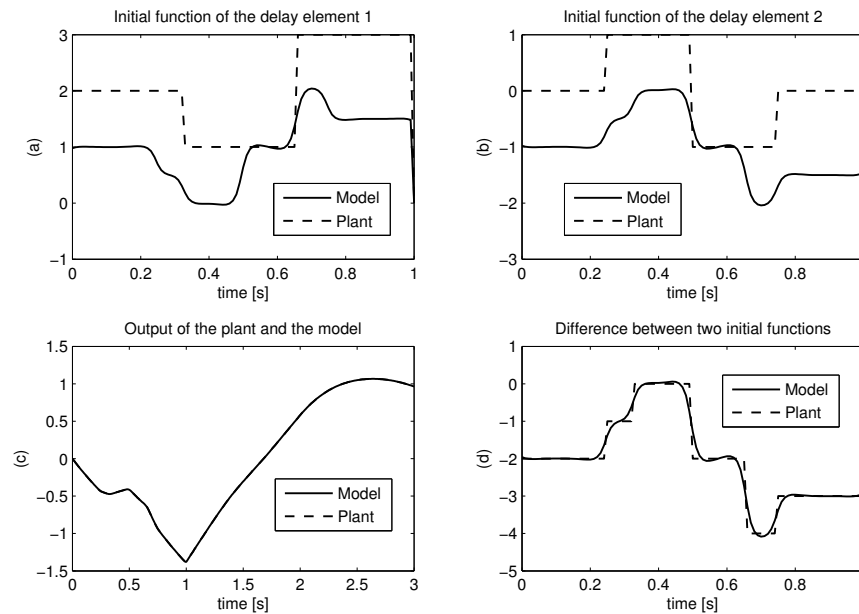 Initial function of the delay element 1
3
2
1
0
−1
(a)
0
0.2
0.4
0.6
0.8
1
time [s]
Model
Plant
Initial function of the delay element 2
1
0
−1
−2
−3
(b)
0
0.2
0.4
0.6
0.8
time [s]
Model
Plant
Output of the plant and the model
1.5
1
0.5
0
−0.5
−1
−1.5
(c)
0
0.5
1
1.5
2
2.5
3
time [s]
Model
Plant
Difference between two initial functions
1
0
−1
−2
−3
−4
−5
(d)
0
0.2
0.4
0.6
0.8
time [s]
Model
Plant